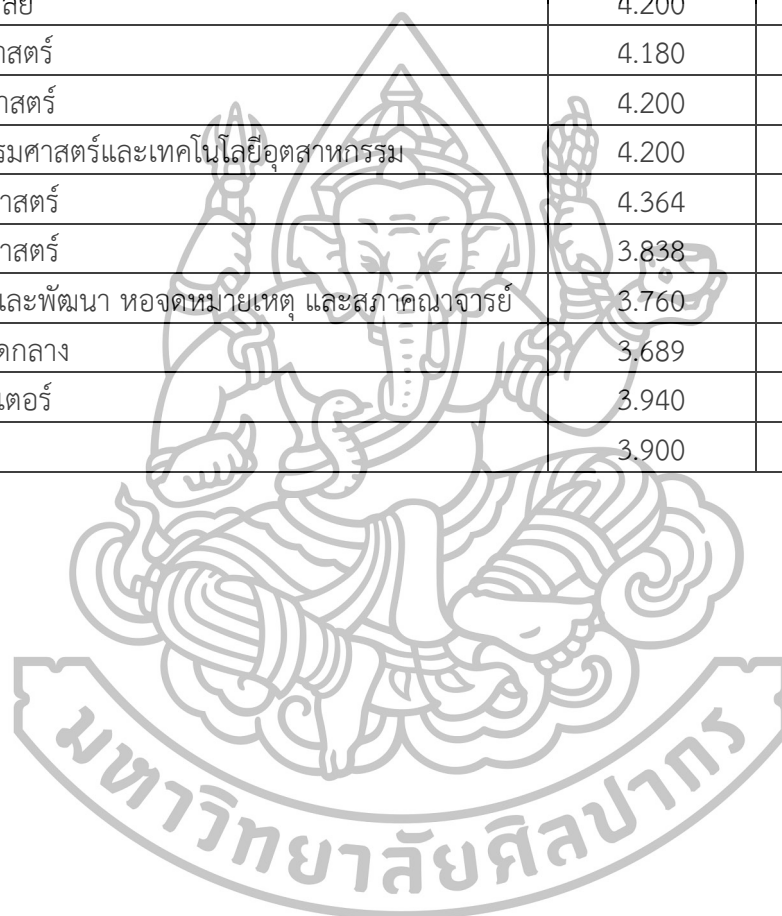 ลัย 4.200
าสตร์ 4.180
าสตร์ 4.200
รมศาสตร์และเทคโนโลยีอุตสาหกรรม 4.200
าสตร์ 4.364
าสตร์ 3.838
และพัฒนา หอจดหมายเหตุ และสภาคณาจารย์ 3.760
ดกลาง 3.689
เตอร์ 3.940
3.900
มหาวิทยาลัยศิลปากร